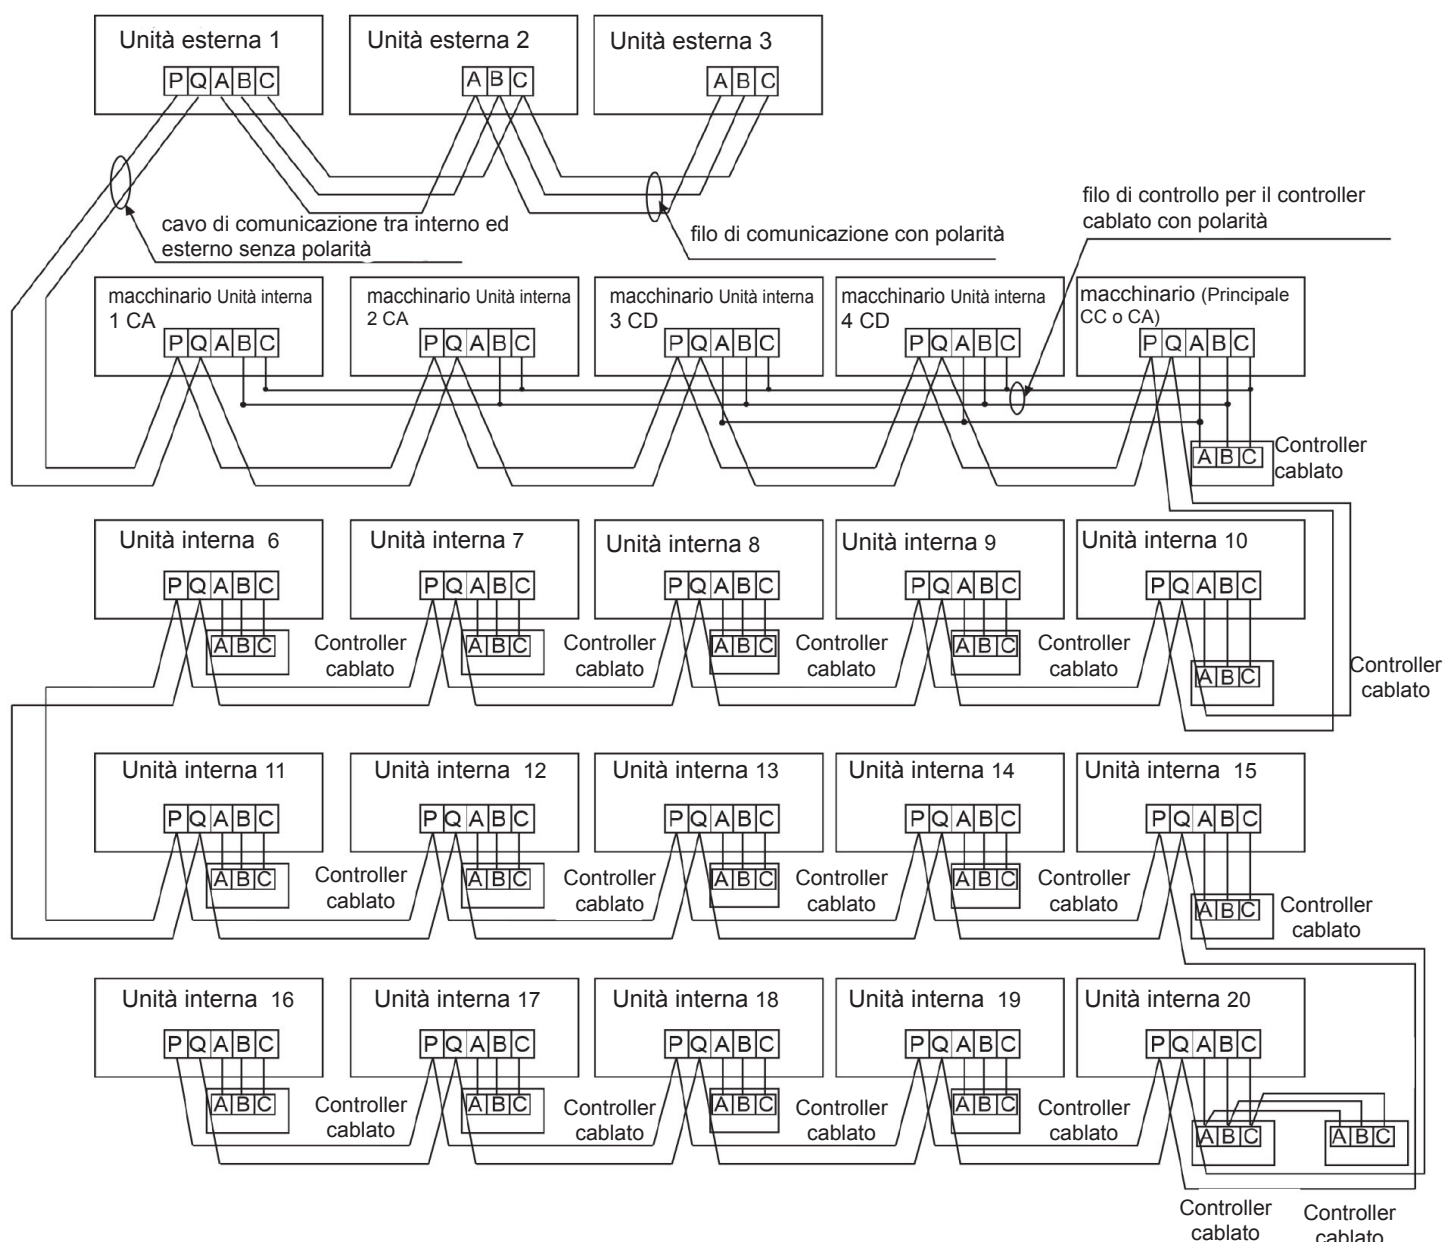 Unità esterna 1
Unità esterna 2
Unità esterna 3
P Q A B C
A B C
A B C
cavo di comunicazione tra interno ed
esterno senza polarità
filo di comunicazione con polarità
filo di controllo per il controller
cablato con polarità
macchinario Unità interna
1 CA
macchinario Unità interna
2 CA
macchinario Unità interna
3 CD
macchinario Unità interna
4 CD
macchinario (Principale
CC o CA)
P Q A B C
P Q A B C
P Q A B C
P Q A B C
P Q A B C
A B C
Controller
cablato
Unità interna 6
Unità interna 7
Unità interna 8
Unità interna 9
Unità interna 10
P Q A B C
P Q A B C
P Q A B C
P Q A B C
P Q A B C
A B C
Controller
cablato
A B C
Controller
cablato
A B C
Controller
cablato
A B C
Controller
cablato
A B C
Controller
cablato
Unità interna 11
Unità interna 12
Unità interna 13
Unità interna 14
Unità interna 15
P Q A B C
P Q A B C
P Q A B C
P Q A B C
P Q A B C
A B C
Controller
cablato
A B C
Controller
cablato
A B C
Controller
cablato
A B C
Controller
cablato
A B C
Controller
cablato
Unità interna 16
Unità interna 17
Unità interna 18
Unità interna 19
Unità interna 20
P Q A B C
P Q A B C
P Q A B C
P Q A B C
P Q A B C
A B C
Controller
cablato
A B C
Controller
cablato
A B C
Controller
cablato
A B C
Controller
cablato
A B C
A B C
Controller
cablato
Controller
cablato